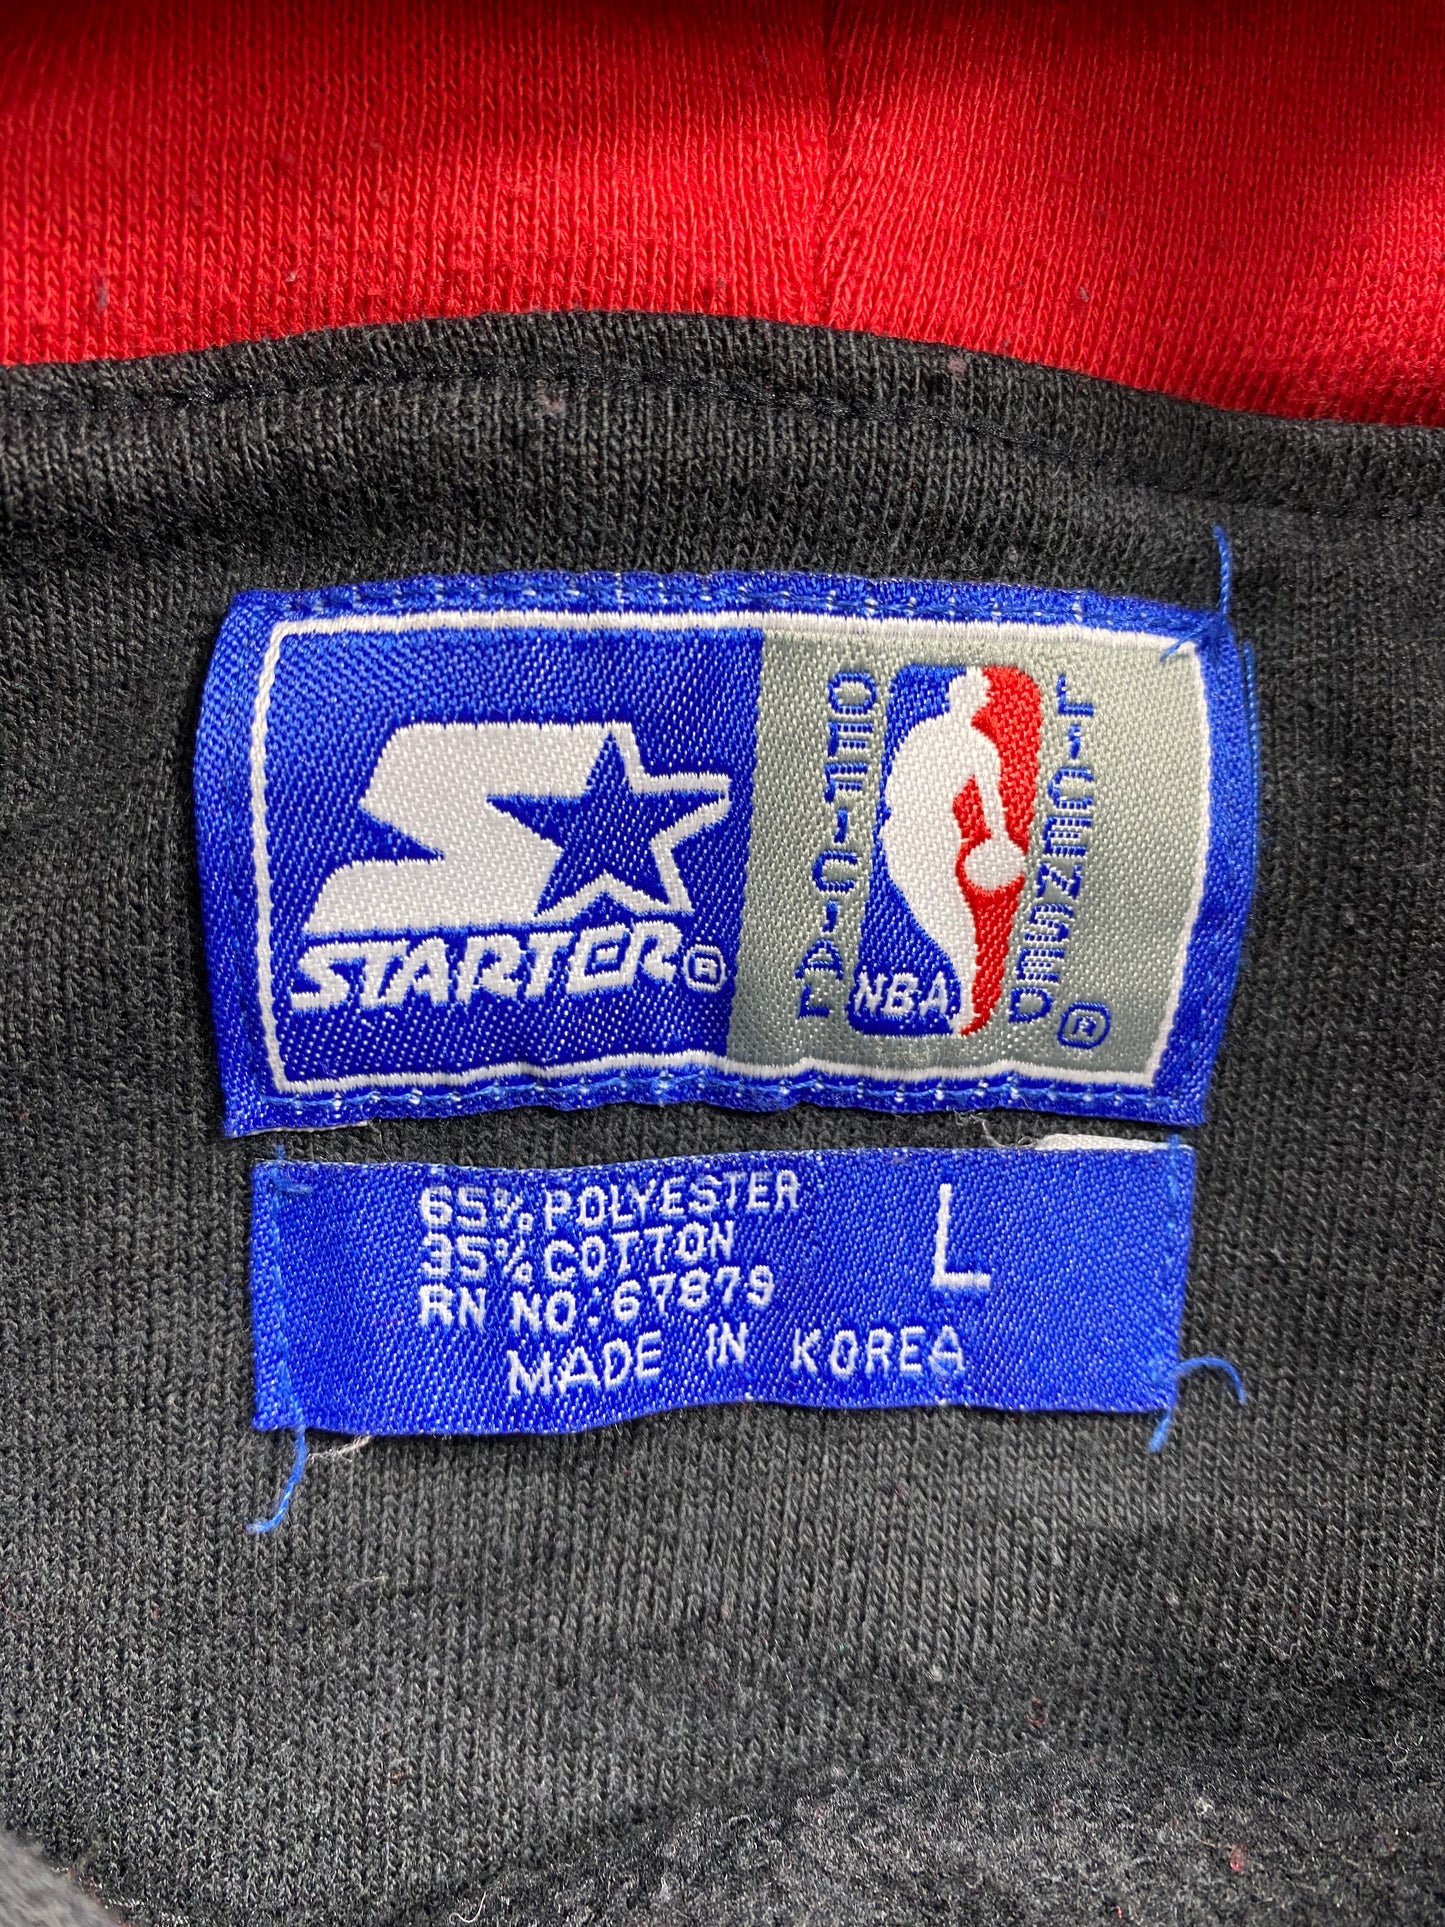 STARTER®
OFFICIAL
NBA
LICENSED®
65% POLYESTER
35% COTTON
RN NO: 67879
MADE IN KOREA
L